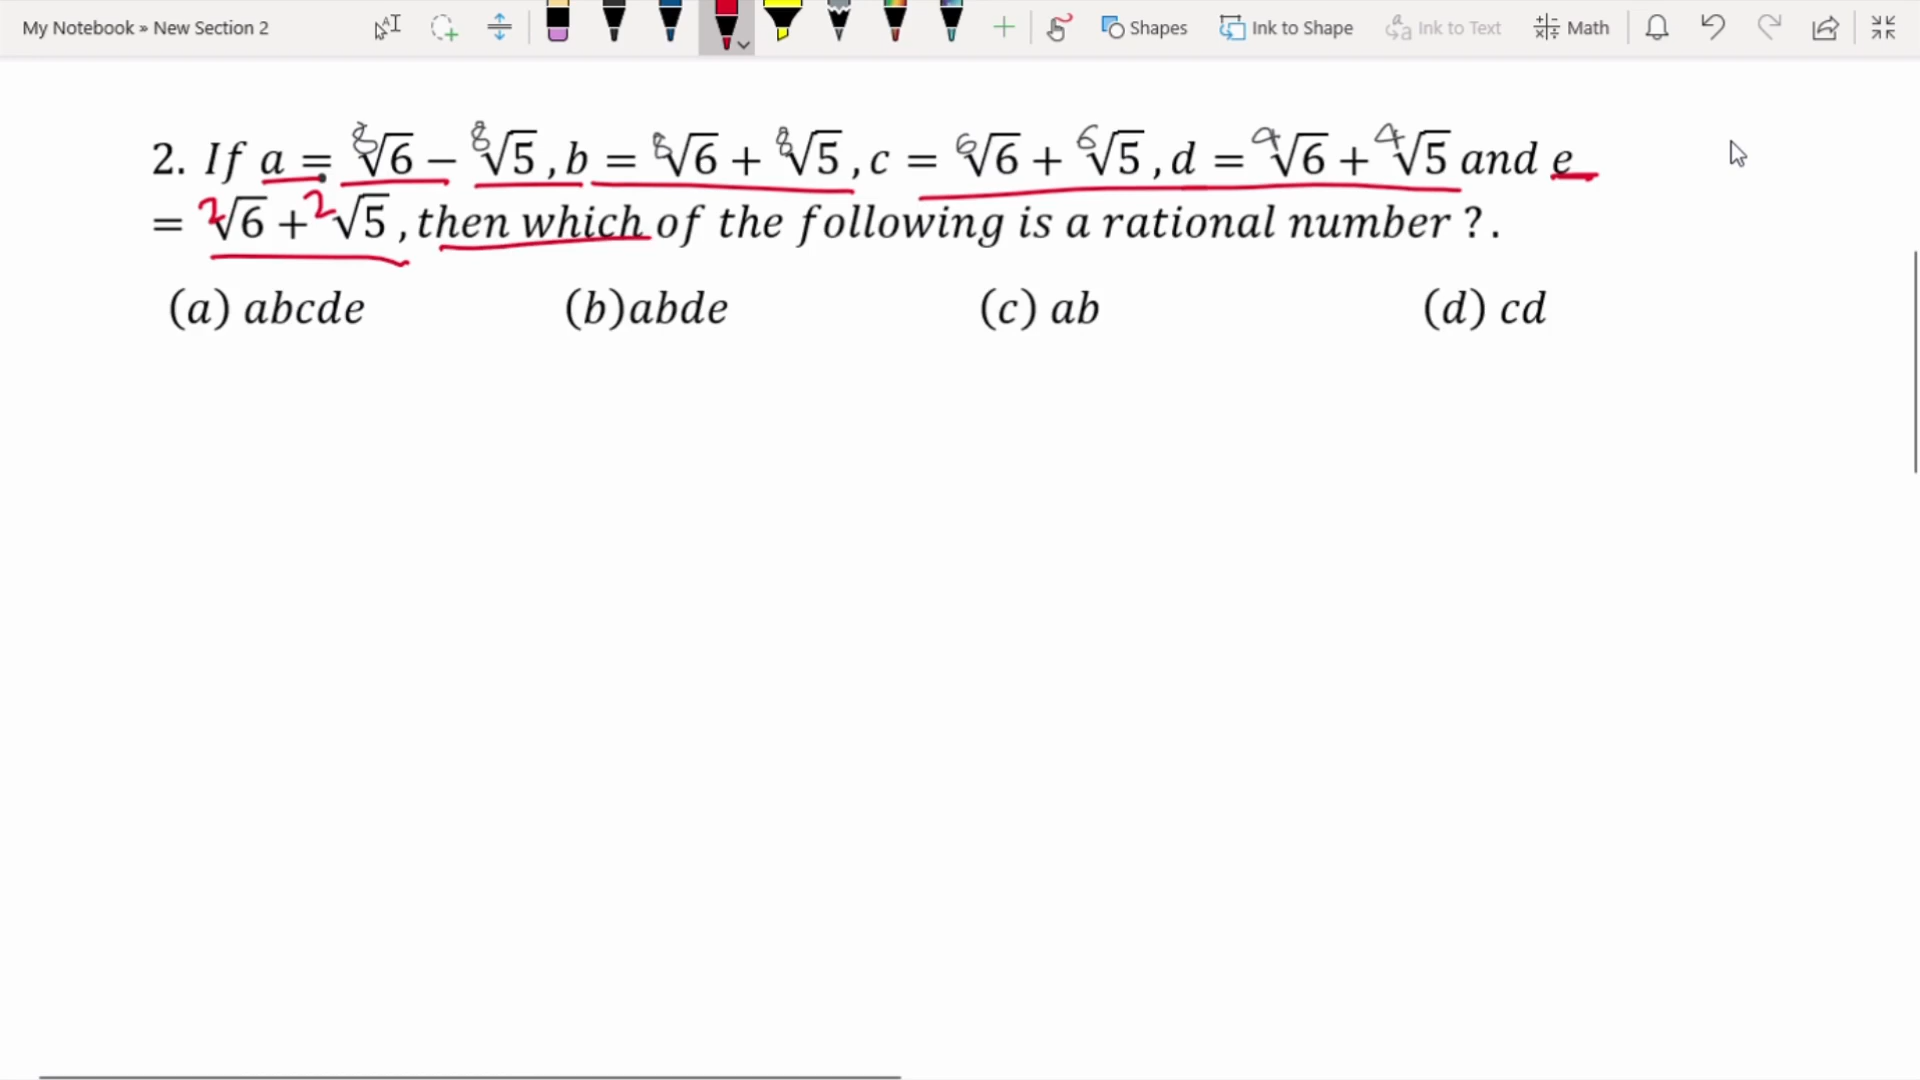 My Notebook » New Section 2 Shapes Ink to Shape Ink to Text Math
2. If a = ⁸√6 − ⁸√5 , b = ⁸√6 + ⁸√5 , c = ⁶√6 + ⁶√5 , d = ⁴√6 + ⁴√5 and e
= ²√6 + ²√5 , then which of the following is a rational number ? .
(a) abcde (b)abde (c) ab (d) cd